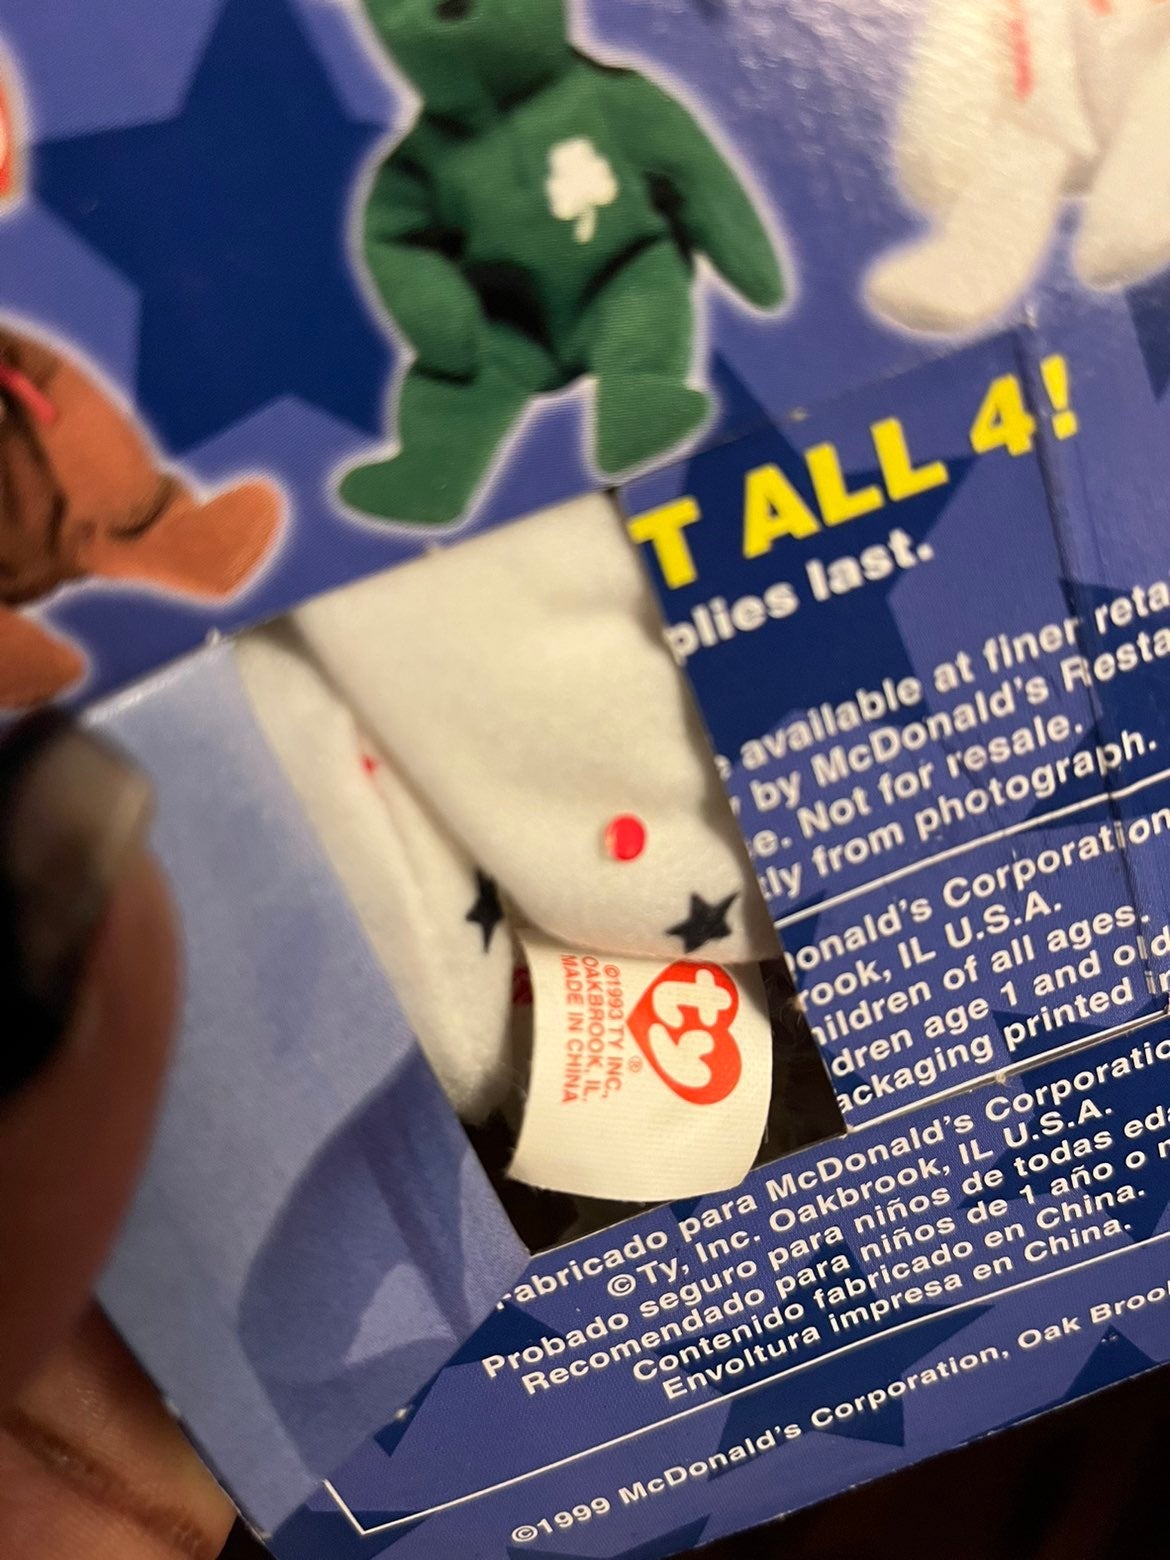 T ALL 4!
plies last.
available at finer reta
by McDonald's Resta
e. Not for resale.
tly from photograph.
onald's Corporation
rook, IL U.S.A.
hildren of all ages.
dren age 1 and old
ackaging printed in
ty
®
©1993 TY INC.,
OAKBROOK, IL.
MADE IN CHINA
Fabricado para McDonald's Corporatio
© Ty, Inc. Oakbrook, IL U.S.A.
Probado seguro para niños de todas eda
Recomendado para niños de 1 año o m
Contenido fabricado en China.
Envoltura impresa en China.
©1999 McDonald's Corporation, Oak Broo